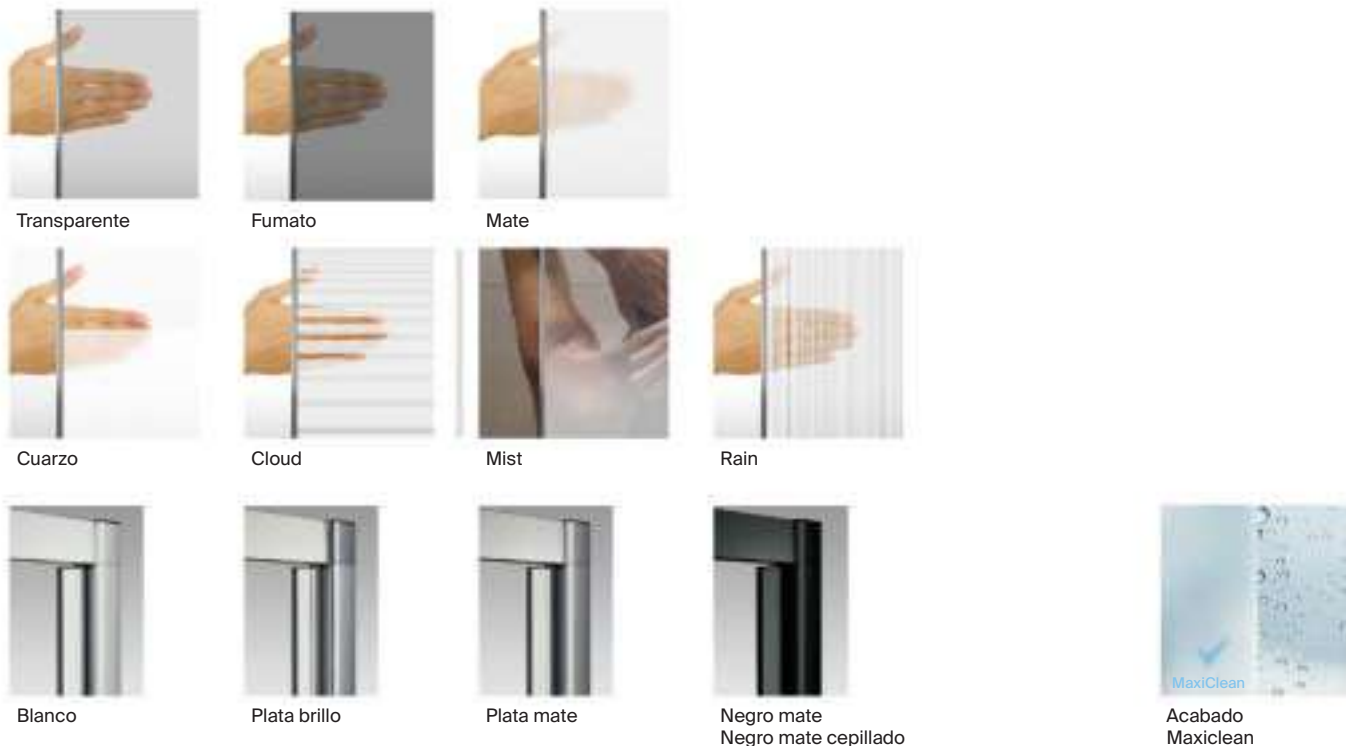 Transparente
Fumato
Mate
Cuarzo
Cloud
Mist
Rain
Blanco
Plata brillo
Plata mate
Negro mate
Negro mate cepillado
MaxiClean
Acabado
Maxiclean